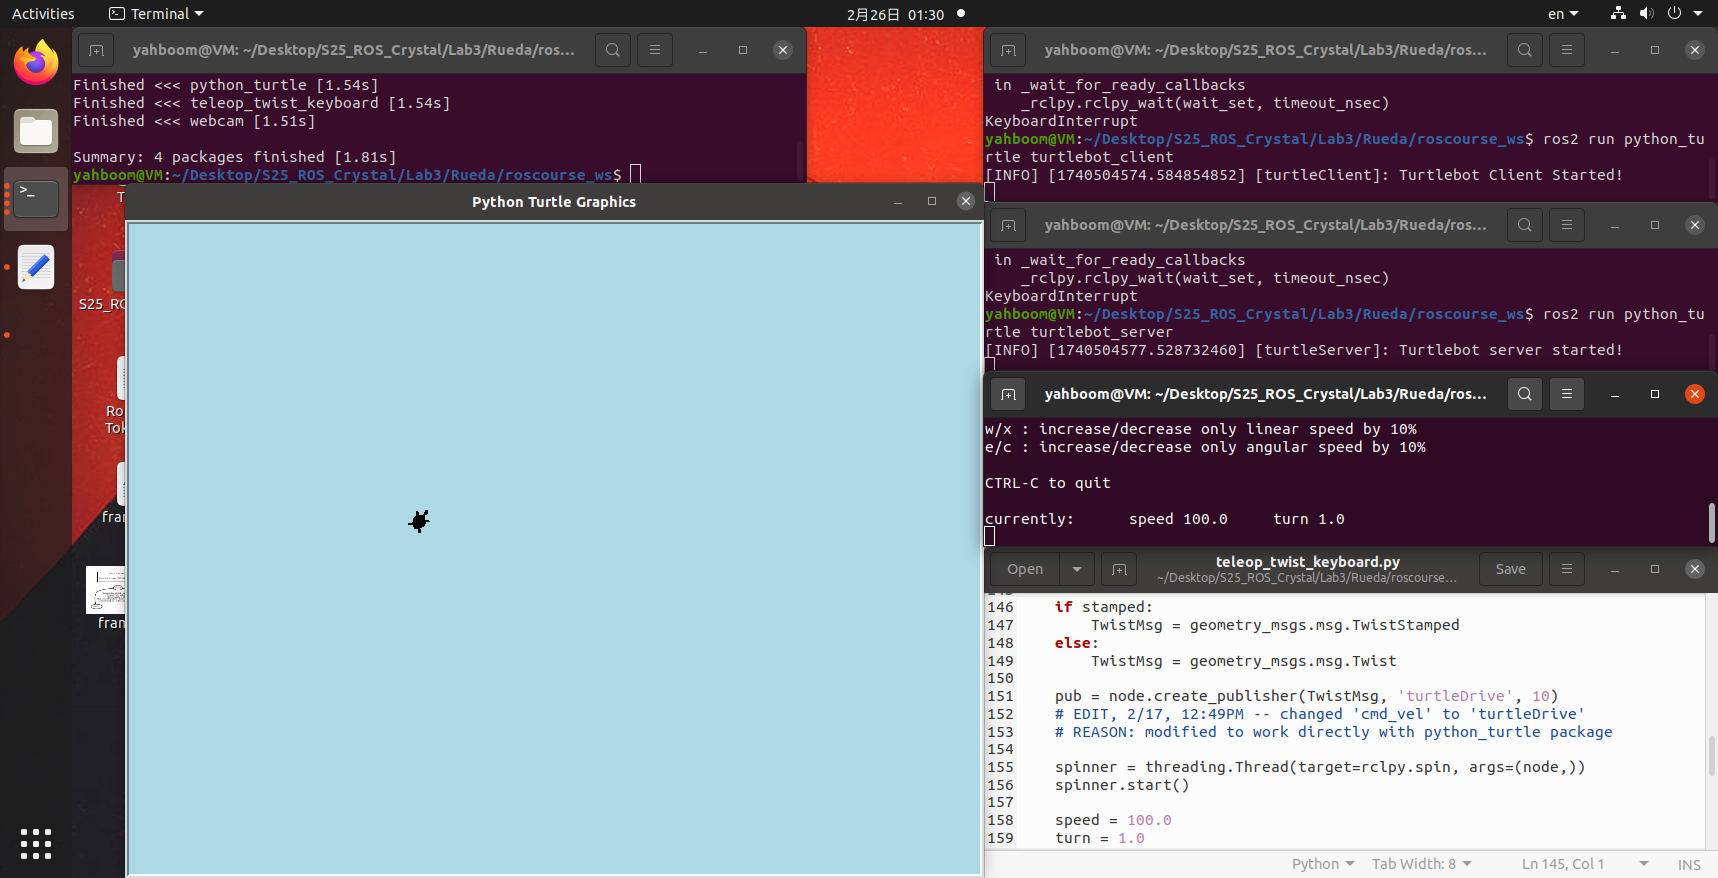 Activities
Terminal
2月26日 01:30
en
yahboom@VM: ~/Desktop/S25_ROS_Crystal/Lab3/Rueda/ros...
Finished <<< python_turtle [1.54s]
Finished <<< teleop_twist_keyboard [1.54s]
Finished <<< webcam [1.51s]
Summary: 4 packages finished [1.81s]
yahboom@VM:~/Desktop/S25_ROS_Crystal/Lab3/Rueda/roscourse_ws$
Python Turtle Graphics
T
S25_RO
Ro
Tok
fran
fran
yahboom@VM: ~/Desktop/S25_ROS_Crystal/Lab3/Rueda/ros...
in _wait_for_ready_callbacks
_rclpy.rclpy_wait(wait_set, timeout_nsec)
KeyboardInterrupt
yahboom@VM:~/Desktop/S25_ROS_Crystal/Lab3/Rueda/roscourse_ws$ ros2 run python_tu
rtle turtlebot_client
[INFO] [1740504574.584854852] [turtleClient]: Turtlebot Client Started!
yahboom@VM: ~/Desktop/S25_ROS_Crystal/Lab3/Rueda/ros...
in _wait_for_ready_callbacks
_rclpy.rclpy_wait(wait_set, timeout_nsec)
KeyboardInterrupt
yahboom@VM:~/Desktop/S25_ROS_Crystal/Lab3/Rueda/roscourse_ws$ ros2 run python_tu
rtle turtlebot_server
[INFO] [1740504577.528732460] [turtleServer]: Turtlebot server started!
yahboom@VM: ~/Desktop/S25_ROS_Crystal/Lab3/Rueda/ros...
w/x : increase/decrease only linear speed by 10%
e/c : increase/decrease only angular speed by 10%
CTRL-C to quit
currently: speed 100.0 turn 1.0
Open
teleop_twist_keyboard.py
~/Desktop/S25_ROS_Crystal/Lab3/Rueda/roscourse...
Save
146 if stamped:
147 TwistMsg = geometry_msgs.msg.TwistStamped
148 else:
149 TwistMsg = geometry_msgs.msg.Twist
150
151 pub = node.create_publisher(TwistMsg, 'turtleDrive', 10)
152 # EDIT, 2/17, 12:49PM -- changed 'cmd_vel' to 'turtleDrive'
153 # REASON: modified to work directly with python_turtle package
154
155 spinner = threading.Thread(target=rclpy.spin, args=(node,))
156 spinner.start()
157
158 speed = 100.0
159 turn = 1.0
Python Tab Width: 8 Ln 145, Col 1 INS